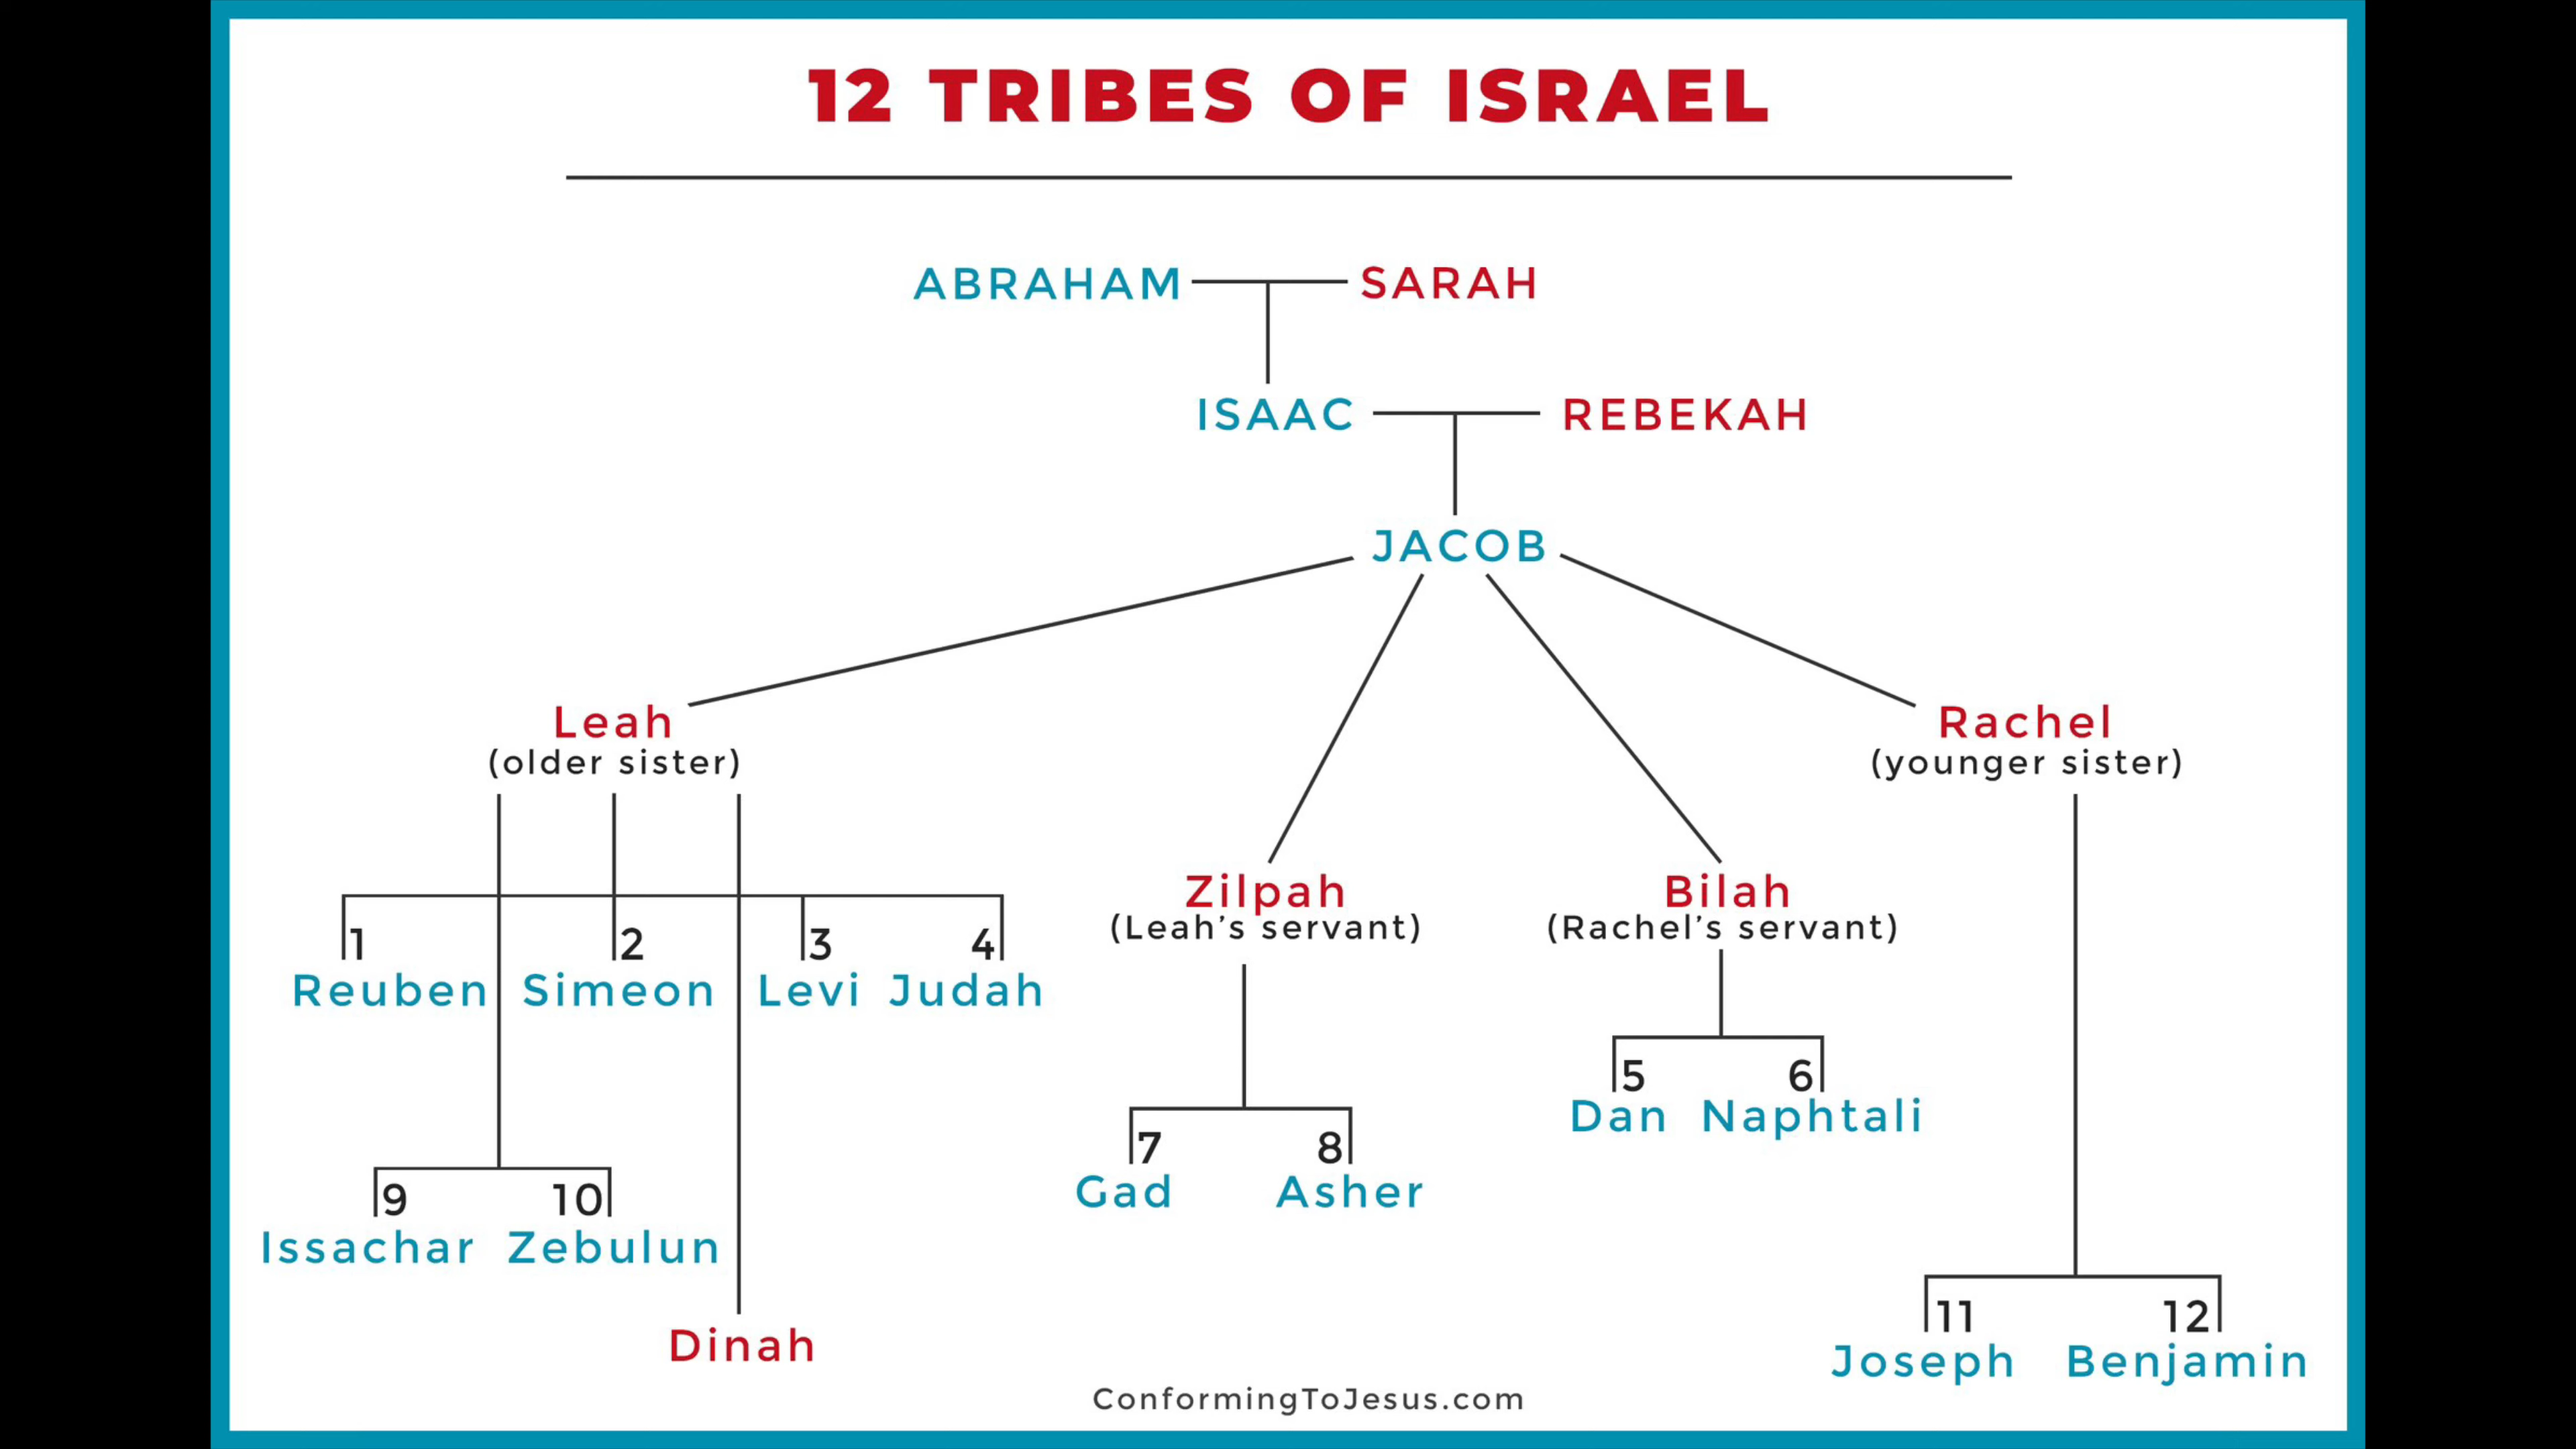 12 TRIBES OF ISRAEL
ABRAHAM SARAH
ISAAC REBEKAH
JACOB
Leah
(older sister)
Rachel
(younger sister)
Zilpah
(Leah's servant)
Bilah
(Rachel's servant)
1 2 3 4
Reuben Simeon Levi Judah
5 6
Dan Naphtali
7 8
Gad Asher
9 10
Issachar Zebulun
11 12
Joseph Benjamin
Dinah
ConformingToJesus.com